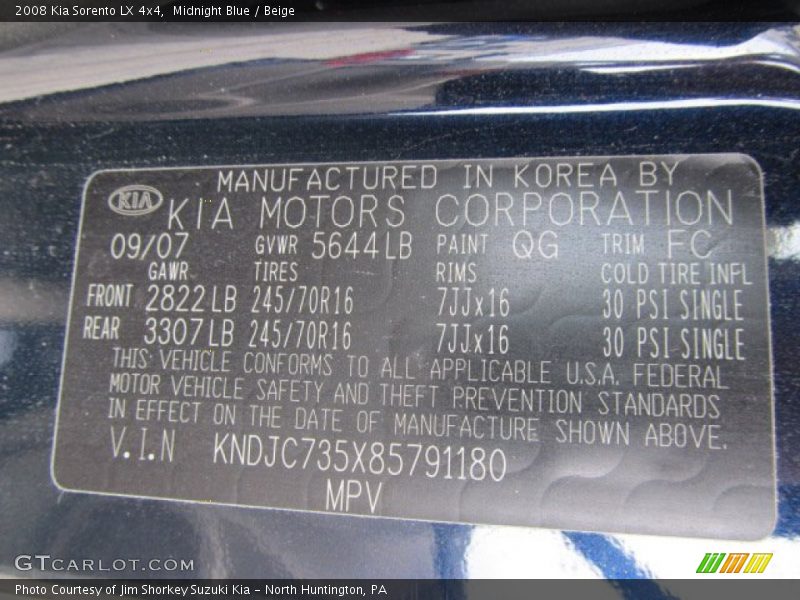 2008 Kia Sorento LX 4x4, Midnight Blue / Beige
MANUFACTURED IN KOREA BY
KIA KIA MOTORS CORPORATION
09/07 GVWR 5644LB PAINT QG TRIM FC
GAWR TIRES RIMS COLD TIRE INFL
FRONT 2822LB 245/70R16 7JJx16 30 PSI SINGLE
REAR 3307LB 245/70R16 7JJx16 30 PSI SINGLE
THIS VEHICLE CONFORMS TO ALL APPLICABLE U.S.A. FEDERAL
MOTOR VEHICLE SAFETY AND THEFT PREVENTION STANDARDS
IN EFFECT ON THE DATE OF MANUFACTURE SHOWN ABOVE.
V.I.N KNDJC735X85791180
MPV
GTCARLOT.COM
Photo Courtesy of Jim Shorkey Suzuki Kia - North Huntington, PA